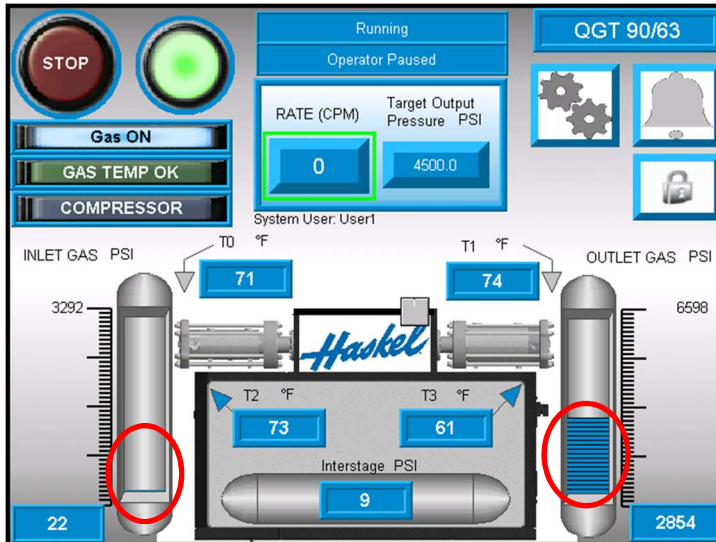 STOP
Running
Operator Paused
QGT 90/63
RATE (CPM)
Target Output
Pressure PSI
0
4500.0
Gas ON
GAS TEMP OK
COMPRESSOR
System User: User1
INLET GAS PSI
T0 °F
71
T1 °F
74
OUTLET GAS PSI
3292
6598
Haskel
T2 °F
73
T3 °F
61
Interstage PSI
9
22
2854